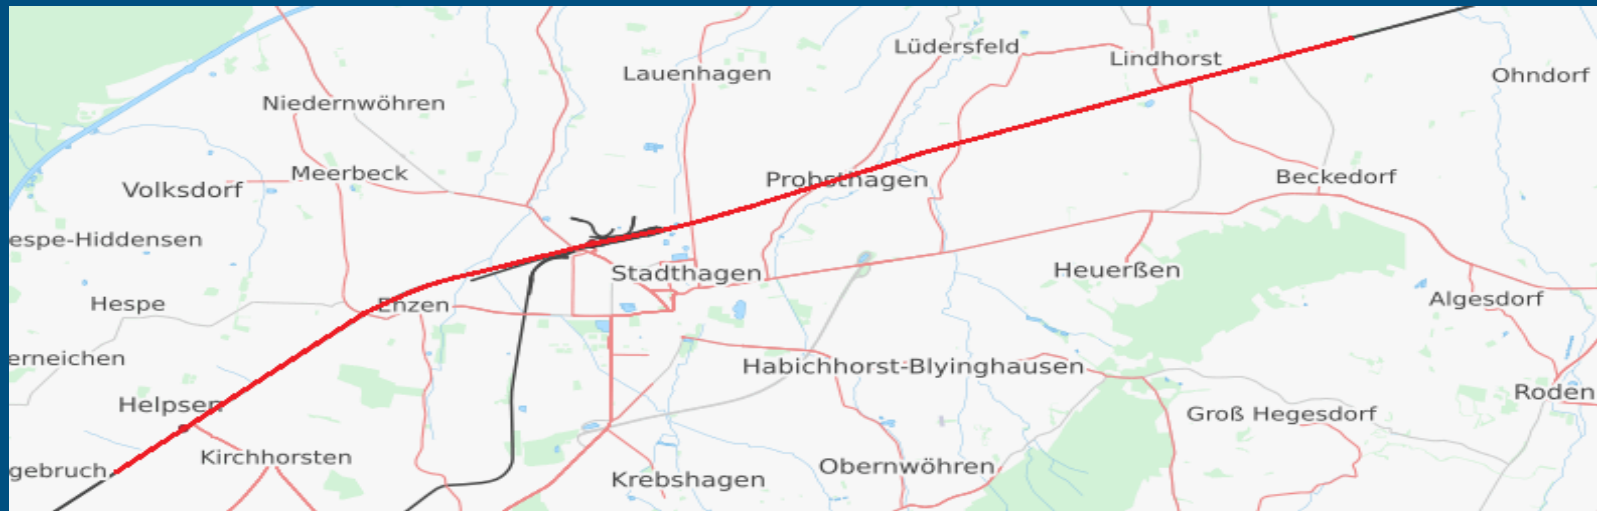 Lüdersfeld
Lindhorst
Lauenhagen
Ohndorf
Niedernwöhren
Meerbeck
Probsthagen
Beckedorf
Volksdorf
espe-Hiddensen
Stadthagen
Heuerßen
Hespe
Enzen
Algesdorf
erneichen
Habichhorst-Blyinghausen
Roden
Helpsen
Groß Hegesdorf
Kirchhorsten
gebruch
Obernwöhren
Krebshagen